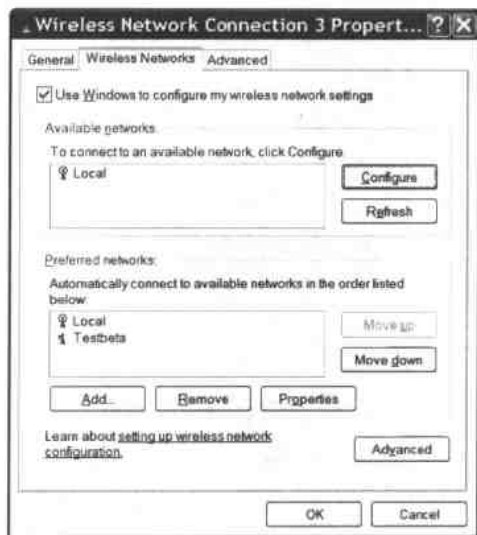 Wireless Network Connection 3 Propert... ? X
General Wireless Networks Advanced
Use Windows to configure my wireless network settings
Available networks:
To connect to an available network, click Configure.
Local
Configure
Refresh
Preferred networks:
Automatically connect to available networks in the order listed
below:
Local
Testbeta
Move up
Move down
Add... Remove Properties
Learn about setting up wireless network
configuration.
Advanced
OK Cancel